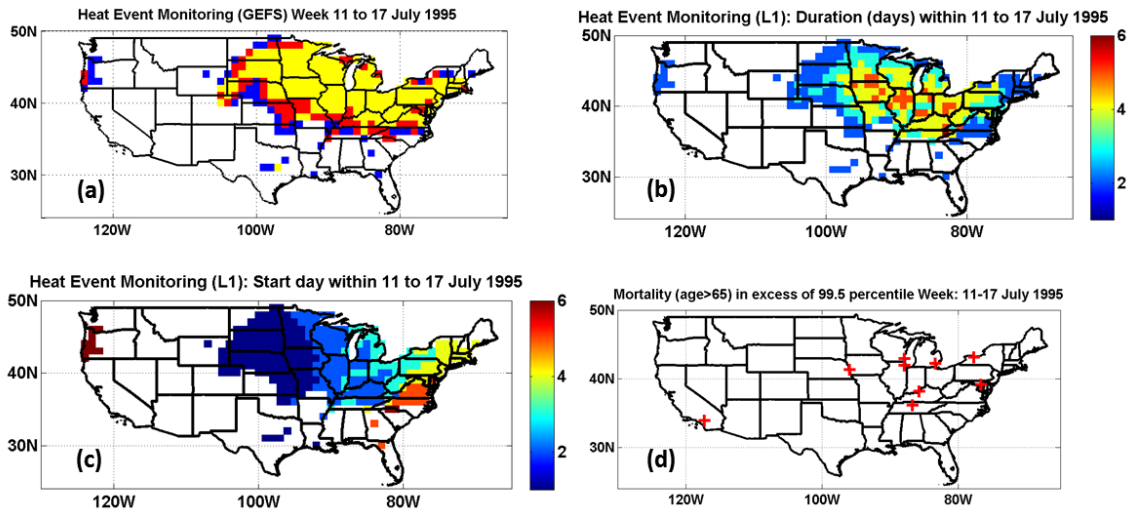 Heat Event Monitoring (GEFS) Week 11 to 17 July 1995
50N
40N
30N
(a)
120W 100W 80W
Heat Event Monitoring (L1): Duration (days) within 11 to 17 July 1995
50N
40N
30N
(b)
120W 100W 80W
6
4
2
Heat Event Monitoring (L1): Start day within 11 to 17 July 1995
50N
40N
30N
(c)
120W 100W 80W
6
4
2
Mortality (age>65) in excess of 99.5 percentile Week: 11-17 July 1995
50N
40N
30N
(d)
120W 100W 80W